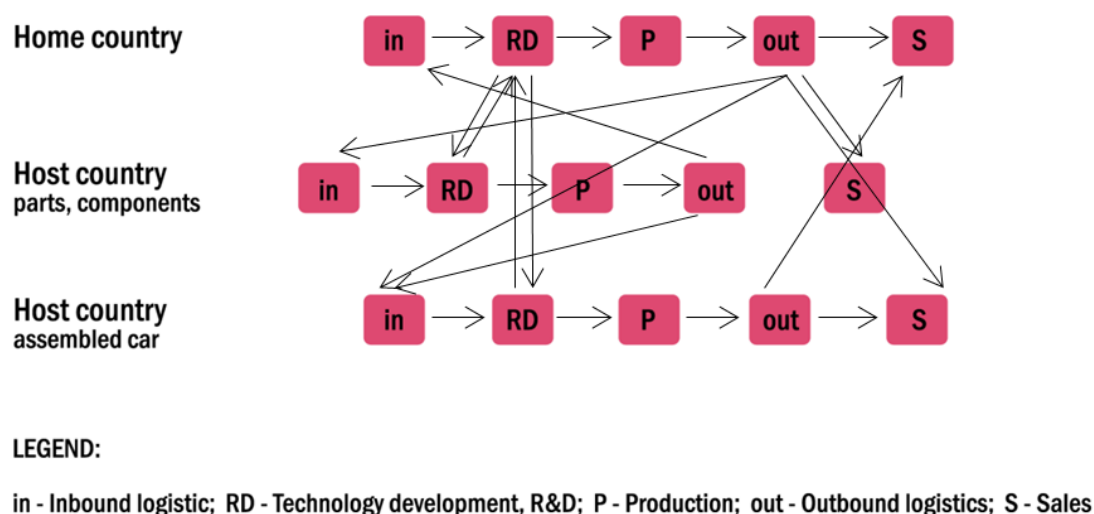 Home country
in RD P out S
Host country
parts, components
in RD P out S
Host country
assembled car
in RD P out S
LEGEND:
in - Inbound logistic; RD - Technology development, R&D; P - Production; out - Outbound logistics; S - Sales